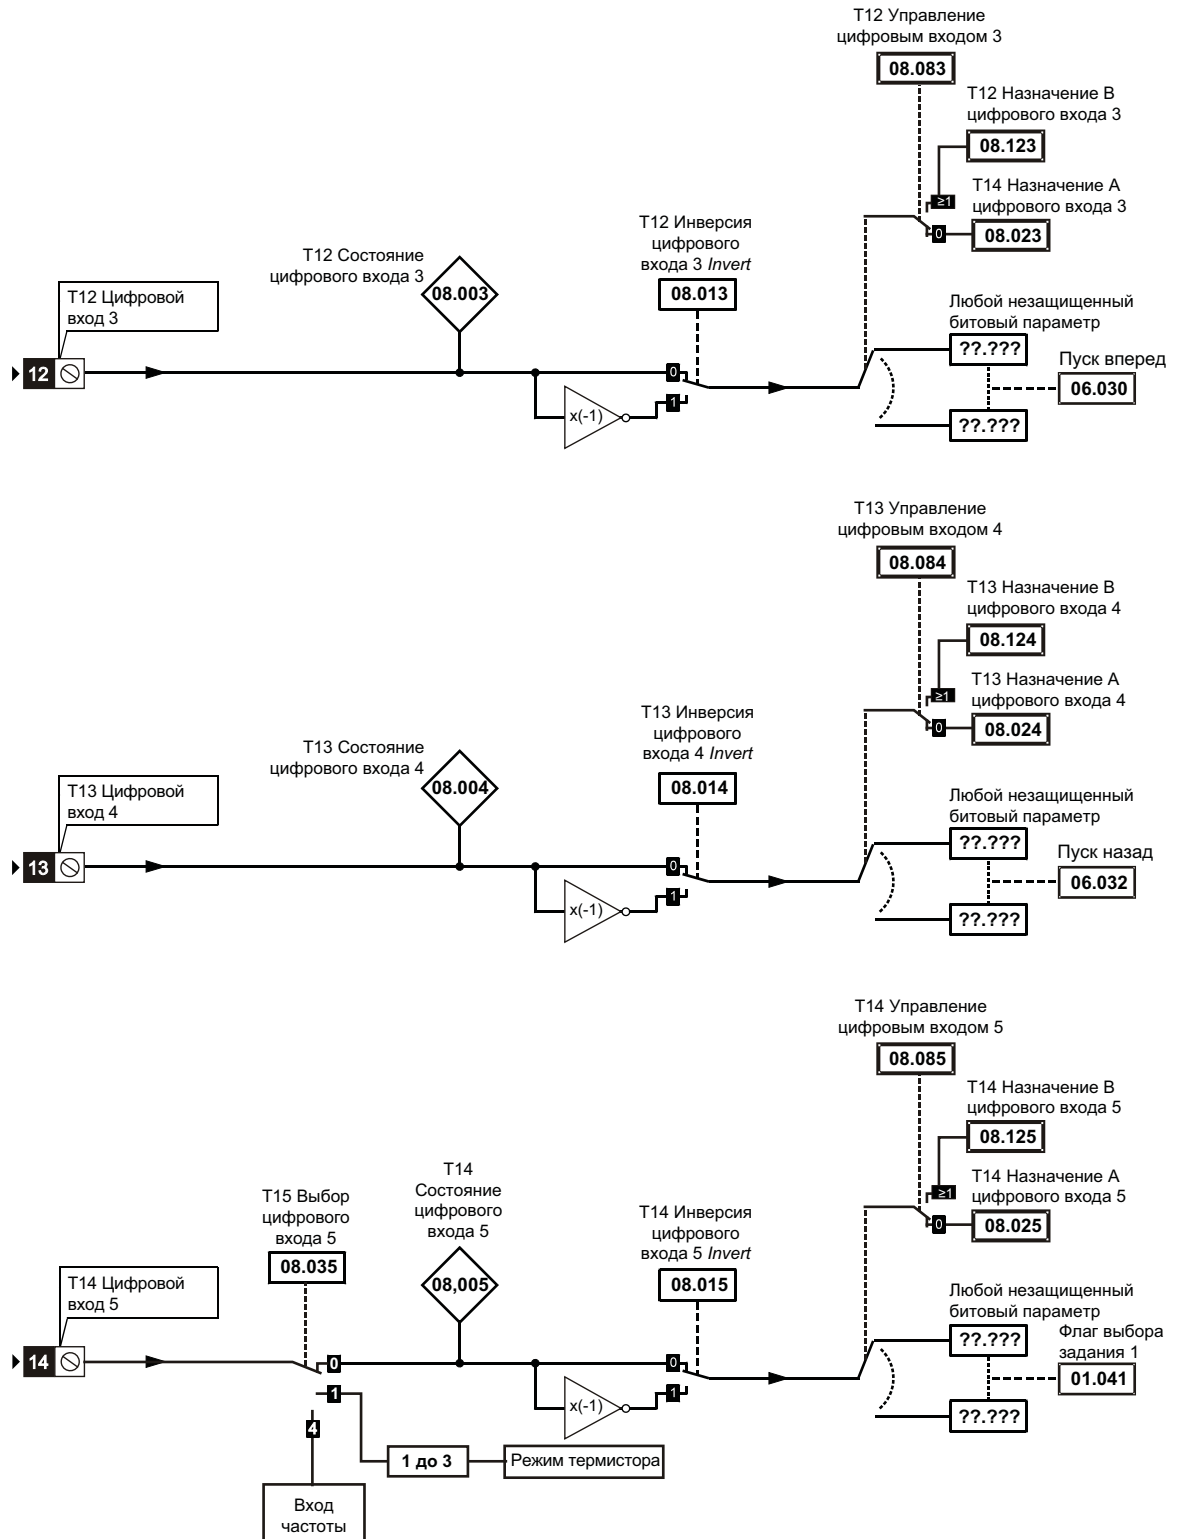 T12 Управление
цифровым входом 3
08.083
T12 Назначение B
цифрового входа 3
08.123
≥1
T14 Назначение A
цифрового входа 3
0
08.023
T12 Инверсия
цифрового
входа 3 Invert
08.013
T12 Состояние
цифрового входа 3
08.003
T12 Цифровой
вход 3
12
0
1
x(-1)
Любой незащищенный
битовый параметр
??.???
Пуск вперед
06.030
??.???
T13 Управление
цифровым входом 4
08.084
T13 Назначение B
цифрового входа 4
08.124
≥1
T13 Назначение A
цифрового входа 4
0
08.024
T13 Инверсия
цифрового
входа 4 Invert
08.014
T13 Состояние
цифрового входа 4
08.004
T13 Цифровой
вход 4
13
0
1
x(-1)
Любой незащищенный
битовый параметр
??.???
Пуск назад
06.032
??.???
T14 Управление
цифровым входом 5
08.085
T14 Назначение B
цифрового входа 5
08.125
≥1
T14 Назначение A
цифрового входа 5
0
08.025
T14 Инверсия
цифрового
входа 5 Invert
08.015
T14
Состояние
цифрового
входа 5
08,005
T15 Выбор
цифрового
входа 5
08.035
T14 Цифровой
вход 5
14
0
1
4
0
1
x(-1)
Любой незащищенный
битовый параметр
??.???
Флаг выбора
задания 1
01.041
??.???
1 до 3
Режим термистора
Вход
частоты